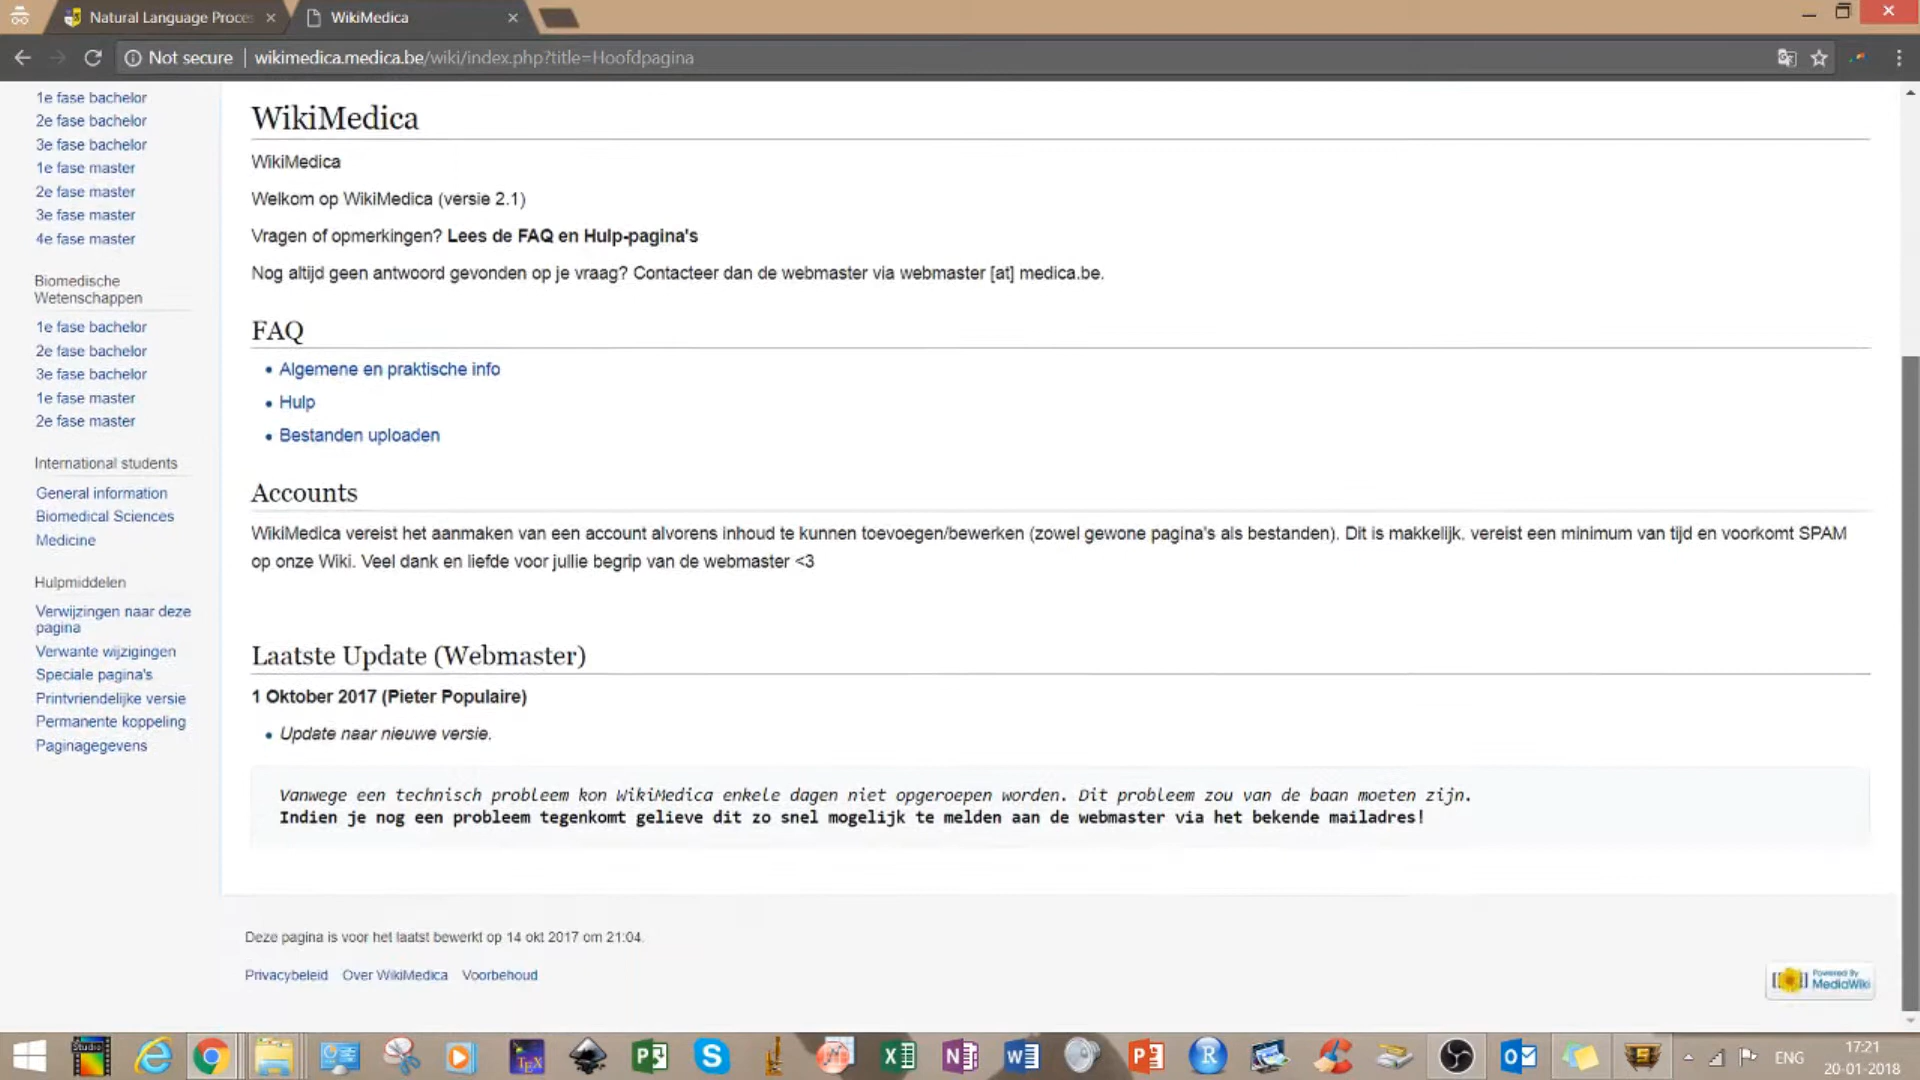 Natural Language Proce
WikiMedica
Not secure
wikimedica.medica.be/wiki/index.php?title=Hoofdpagina
1e fase bachelor
2e fase bachelor
3e fase bachelor
1e fase master
2e fase master
3e fase master
4e fase master
Biomedische
Wetenschappen
1e fase bachelor
2e fase bachelor
3e fase bachelor
1e fase master
2e fase master
International students
General information
Biomedical Sciences
Medicine
Hulpmiddelen
Verwijzingen naar deze
pagina
Verwante wijzigingen
Speciale pagina's
Printvriendelijke versie
Permanente koppeling
Paginagegevens
WikiMedica
WikiMedica
Welkom op WikiMedica (versie 2.1)
Vragen of opmerkingen? Lees de FAQ en Hulp-pagina's
Nog altijd geen antwoord gevonden op je vraag? Contacteer dan de webmaster via webmaster [at] medica.be.
FAQ
• Algemene en praktische info
• Hulp
• Bestanden uploaden
Accounts
WikiMedica vereist het aanmaken van een account alvorens inhoud te kunnen toevoegen/bewerken (zowel gewone pagina's als bestanden). Dit is makkelijk, vereist een minimum van tijd en voorkomt SPAM
op onze Wiki. Veel dank en liefde voor jullie begrip van de webmaster <3
Laatste Update (Webmaster)
1 Oktober 2017 (Pieter Populaire)
• Update naar nieuwe versie.
Vanwege een technisch probleem kon WikiMedica enkele dagen niet opgeroepen worden. Dit probleem zou van de baan moeten zijn.
Indien je nog een probleem tegenkomt gelieve dit zo snel mogelijk te melden aan de webmaster via het bekende mailadres!
Deze pagina is voor het laatst bewerkt op 14 okt 2017 om 21:04.
Privacybeleid Over WikiMedica Voorbehoud
Powered By
MediaWiki
Studio
TEX
ENG
17:21
20-01-2018